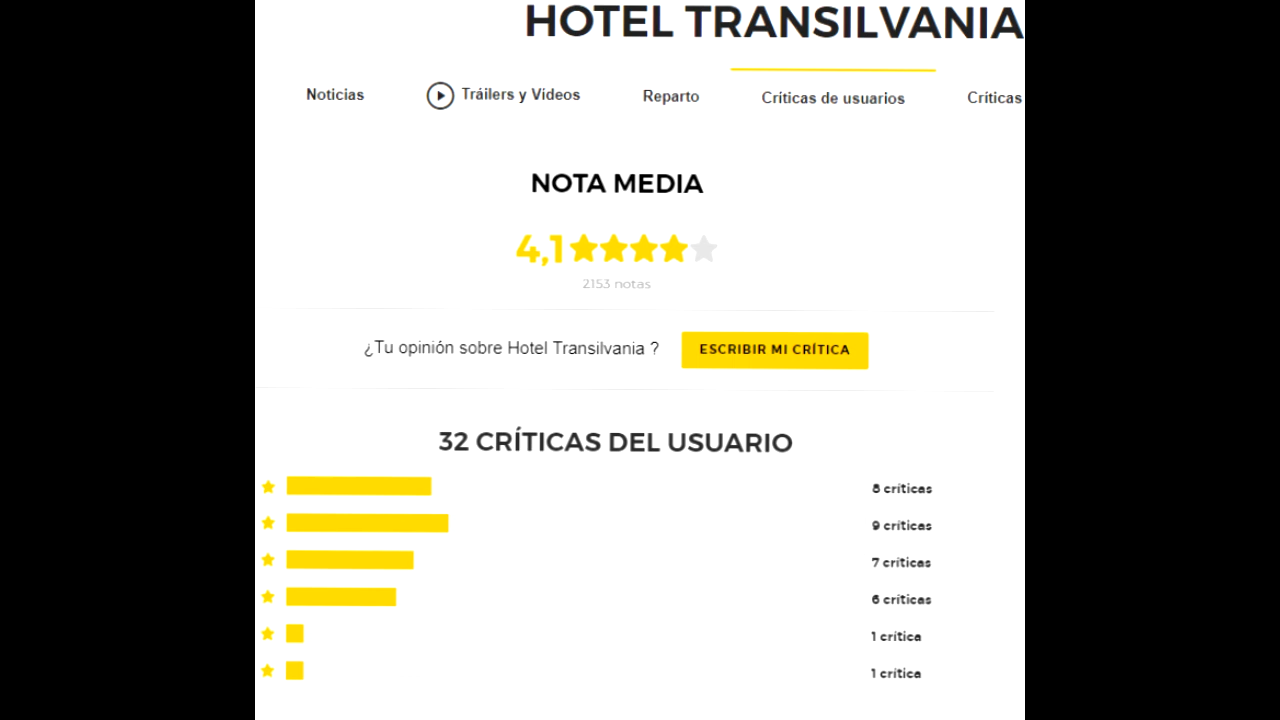 HOTEL TRANSILVANIA
Noticias Tráilers y Vídeos Reparto Críticas de usuarios Críticas
NOTA MEDIA
4,1
2153 notas
¿Tu opinión sobre Hotel Transilvania ? ESCRIBIR MI CRÍTICA
32 CRÍTICAS DEL USUARIO
8 críticas
9 críticas
7 críticas
6 críticas
1 crítica
1 crítica